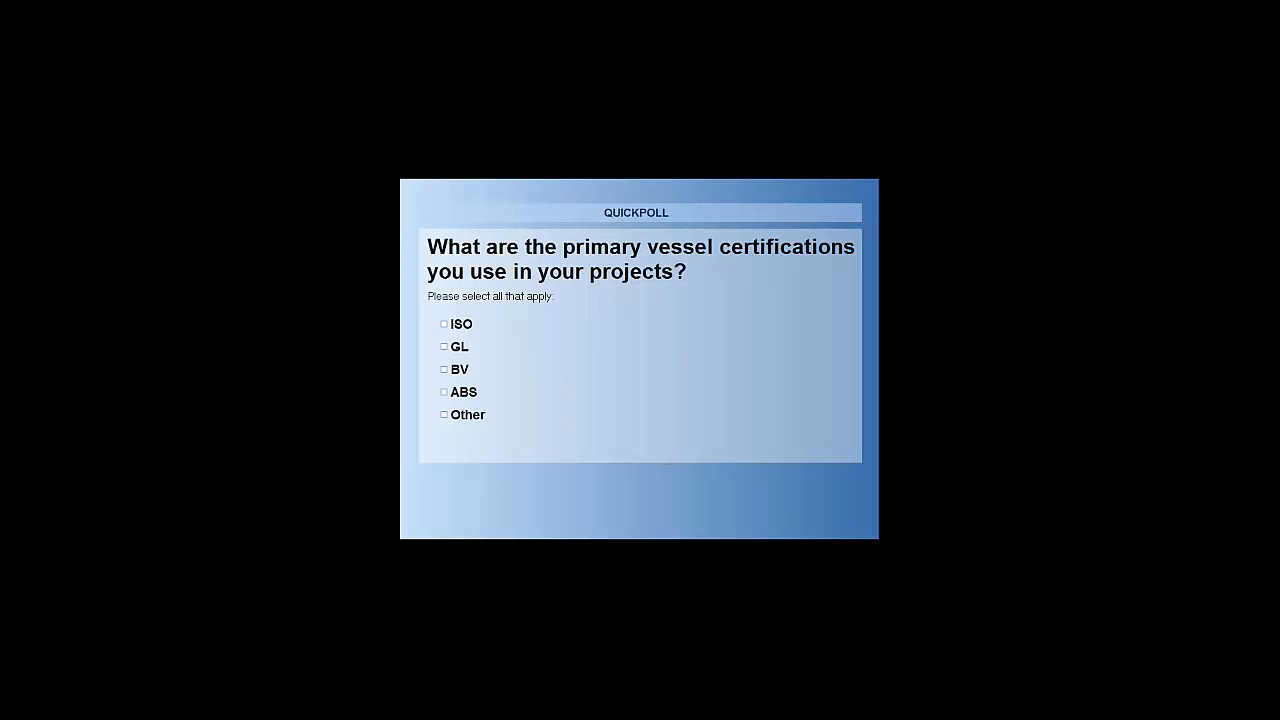 QUICKPOLL
What are the primary vessel certifications
you use in your projects?
Please select all that apply:
ISO
GL
BV
ABS
Other